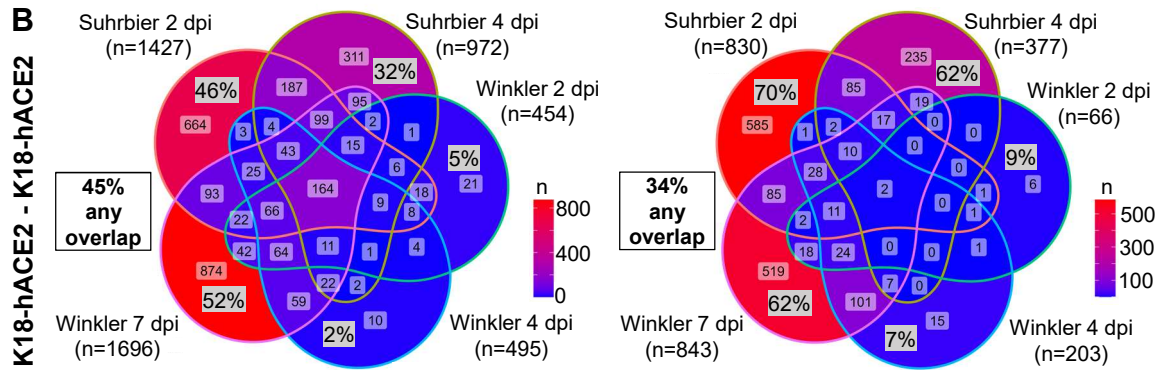 B
K18-hACE2 - K18-hACE2
Suhrbier 2 dpi
(n=1427)
Suhrbier 4 dpi
(n=972)
Winkler 2 dpi
(n=454)
Winkler 4 dpi
(n=495)
Winkler 7 dpi
(n=1696)
45%
any
overlap
311
32%
46%
187
664
95
99
2
1
3
4
43
15
5%
25
6
21
93
164
18
9
8
22
66
42
64
11
1
4
874
52%
22
2
59
10
2%
n
800
400
0
Suhrbier 2 dpi
(n=830)
Suhrbier 4 dpi
(n=377)
Winkler 2 dpi
(n=66)
Winkler 4 dpi
(n=203)
Winkler 7 dpi
(n=843)
34%
any
overlap
235
62%
70%
85
585
19
17
0
0
1
2
10
0
9%
28
0
6
85
2
1
0
1
2
11
18
24
0
0
1
519
62%
7
0
101
15
7%
n
500
300
100